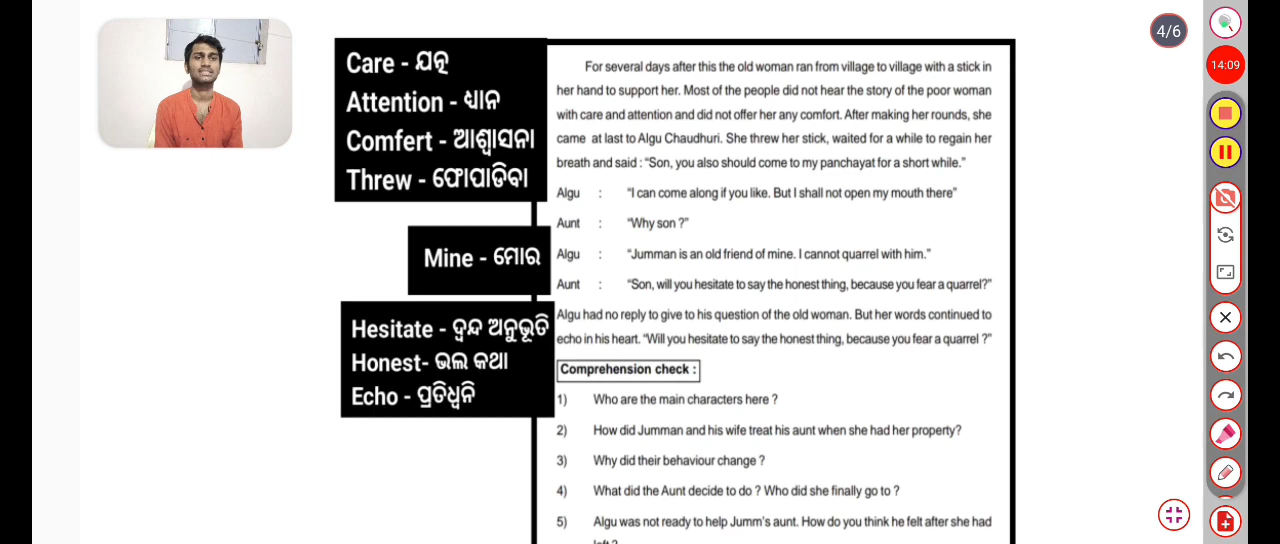 4/6
14:09
Care - ଯତ୍ନ
Attention - ଧ୍ୟାନ
Comfert - ଆଶ୍ୱାସନା
Threw - ଫୋପାଡିବା
Mine - ମୋର
Hesitate - ଦ୍ୱନ୍ଦ ଅନୁଭୂତି
Honest- ଭଲ କଥା
Echo - ପ୍ରତିଧ୍ୱନି
For several days after this the old woman ran from village to village with a stick in
her hand to support her. Most of the people did not hear the story of the poor woman
with care and attention and did not offer her any comfort. After making her rounds, she
came at last to Algu Chaudhuri. She threw her stick, waited for a while to regain her
breath and said : “Son, you also should come to my panchayat for a short while.”
Algu : “I can come along if you like. But I shall not open my mouth there”
Aunt : “Why son ?”
Algu : “Jumman is an old friend of mine. I cannot quarrel with him.”
Aunt : “Son, will you hesitate to say the honest thing, because you fear a quarrel?”
Algu had no reply to give to his question of the old woman. But her words continued to
echo in his heart. “Will you hesitate to say the honest thing, because you fear a quarrel ?”
Comprehension check :
1) Who are the main characters here ?
2) How did Jumman and his wife treat his aunt when she had her property?
3) Why did their behaviour change ?
4) What did the Aunt decide to do ? Who did she finally go to ?
5) Algu was not ready to help Jumm’s aunt. How do you think he felt after she had
left ?